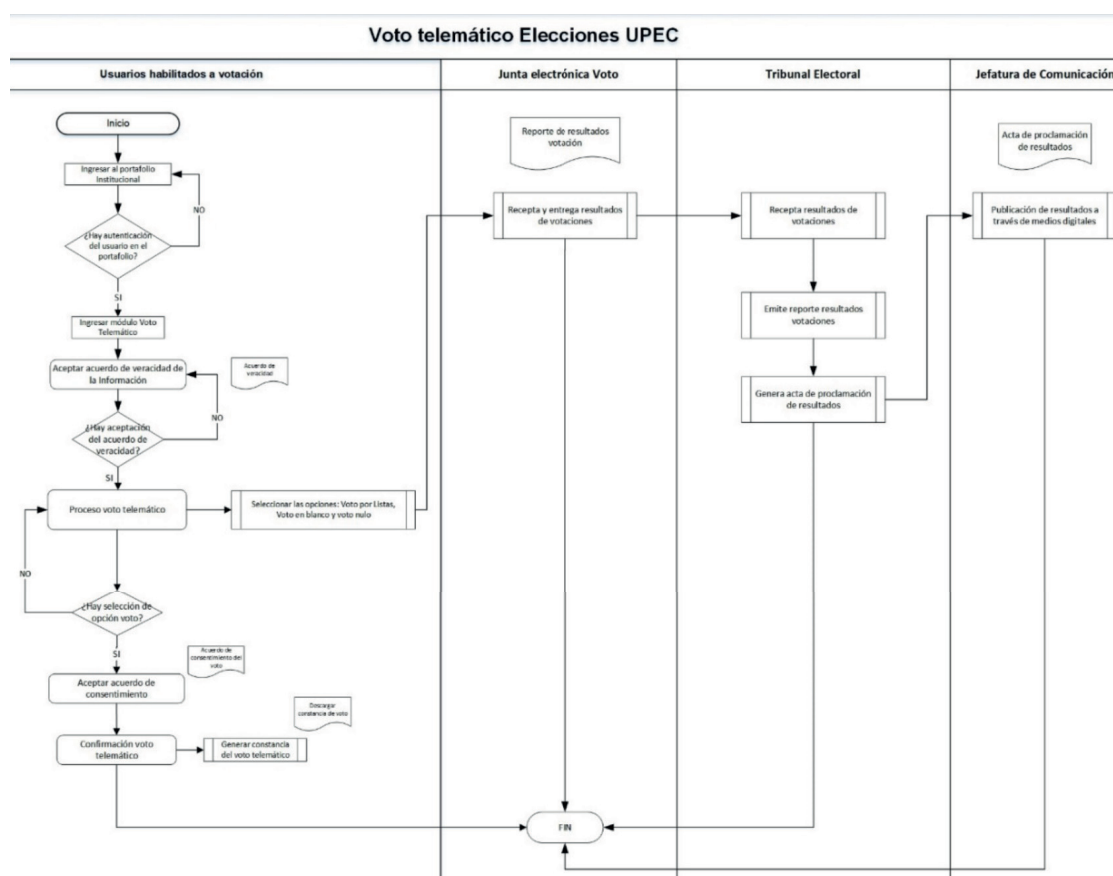 Voto telemático Elecciones UPEC
Usuarios habilitados a votación
Junta electrónica Voto
Tribunal Electoral
Jefatura de Comunicación
Inicio
Ingresar al portafolio
Institucional
NO
¿Hay autenticación
del usuario en el
portafolio?
SI
Ingresar módulo Voto
Telemático
Aceptar acuerdo de veracidad de
la Información
Acuerdo de
veracidad
NO
¿Hay aceptación
del acuerdo de
veracidad?
SI
Proceso voto telemático
Seleccionar las opciones: Voto por Listas,
Voto en blanco y voto nulo
NO
¿Hay selección de
opción voto?
SI
Acuerdo de
consentimiento del
voto
Aceptar acuerdo de
consentimiento
Descargar
constancia de voto
Confirmación voto
telemático
Generar constancia
del voto telemático
Reporte de resultados
votación
Recepta y entrega resultados
de votaciones
FIN
Recepta resultados de
votaciones
Emite reporte resultados
votaciones
Genera acta de proclamación
de resultados
Acta de proclamación
de resultados
Publicación de resultados a
través de medios digitales